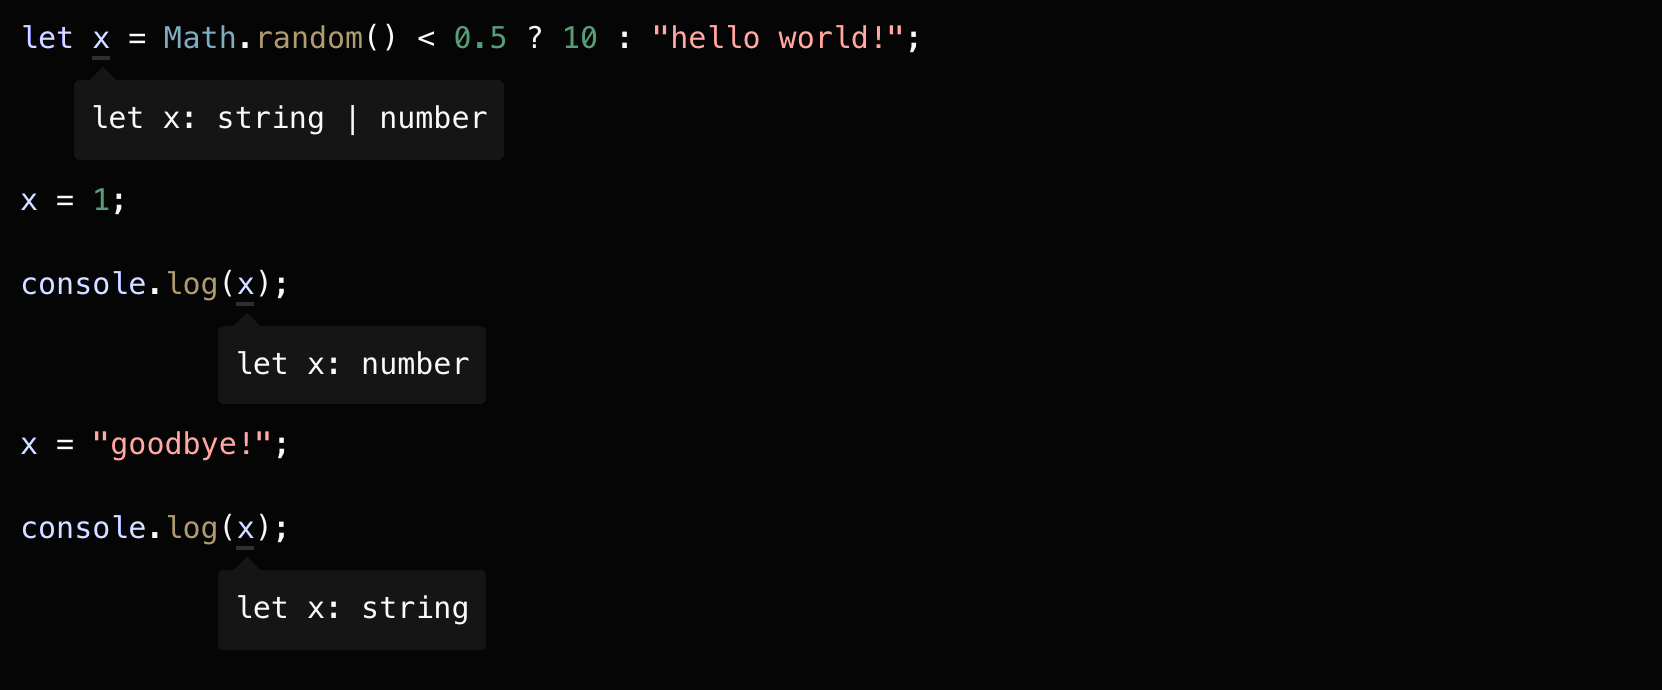 let x = Math.random() < 0.5 ? 10 : "hello world!";
let x: string | number
x = 1;
console.log(x);
let x: number
x = "goodbye!";
console.log(x);
let x: string